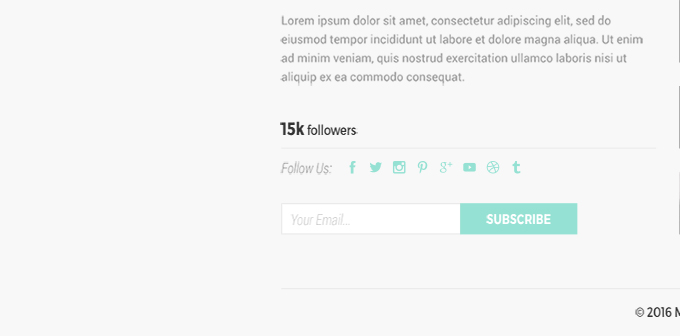 Lorem ipsum dolor sit amet, consectetur adipiscing elit, sed do
eiusmod tempor incididunt ut labore et dolore magna aliqua. Ut enim
ad minim veniam, quis nostrud exercitation ullamco laboris nisi ut
aliquip ex ea commodo consequat.
15k followers
Follow Us:
Your Email...
SUBSCRIBE
© 2016